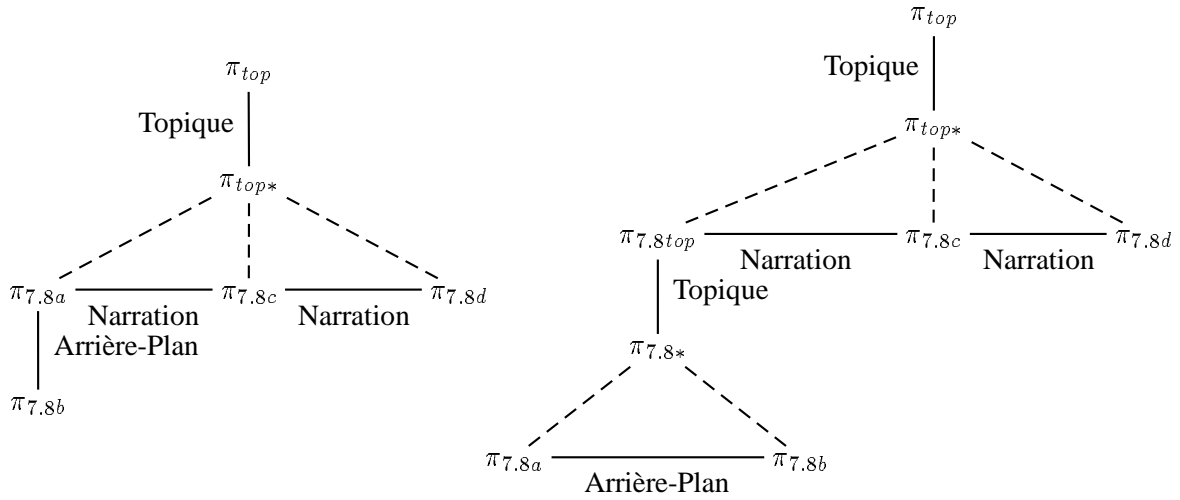 π_top
Topique
π_top*
π_7.8a
π_7.8c
π_7.8d
Narration
Narration
Arrière-Plan
π_7.8b
π_top
Topique
π_top*
π_7.8top
π_7.8c
π_7.8d
Narration
Narration
Topique
π_7.8*
π_7.8a
π_7.8b
Arrière-Plan